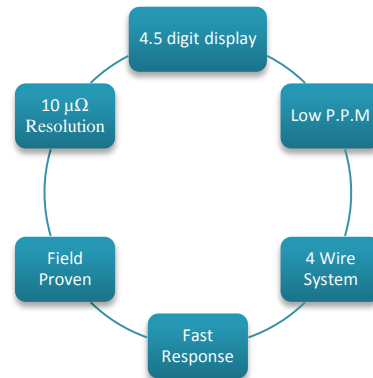 4.5 digit display
Low P.P.M
4 Wire
System
Fast
Response
Field
Proven
10 μΩ
Resolution